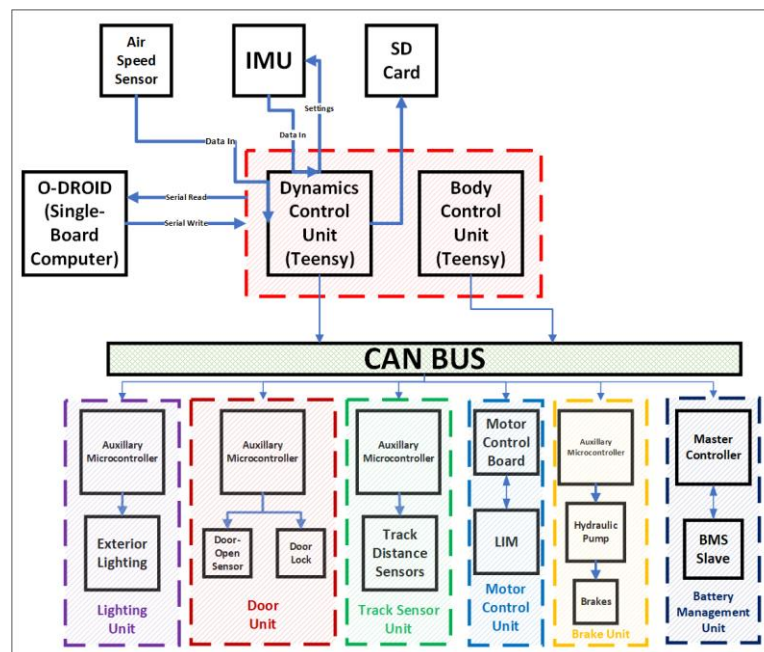 Air
Speed
Sensor
IMU
SD
Card
Settings
Data In
Data In
O-DROID
(Single-
Board
Computer)
Serial Read
Serial Write
Dynamics
Control
Unit
(Teensy)
Body
Control
Unit
(Teensy)
CAN BUS
Auxillary
Microcontroller
Exterior
Lighting
Lighting
Unit
Auxillary
Microcontroller
Door-
Open
Sensor
Door
Lock
Door
Unit
Auxillary
Microcontroller
Track
Distance
Sensors
Track Sensor
Unit
Motor
Control
Board
LIM
Motor
Control
Unit
Auxillary
Microcontroller
Hydraulic
Pump
Brakes
Brake Unit
Master
Controller
BMS
Slave
Battery
Management
Unit